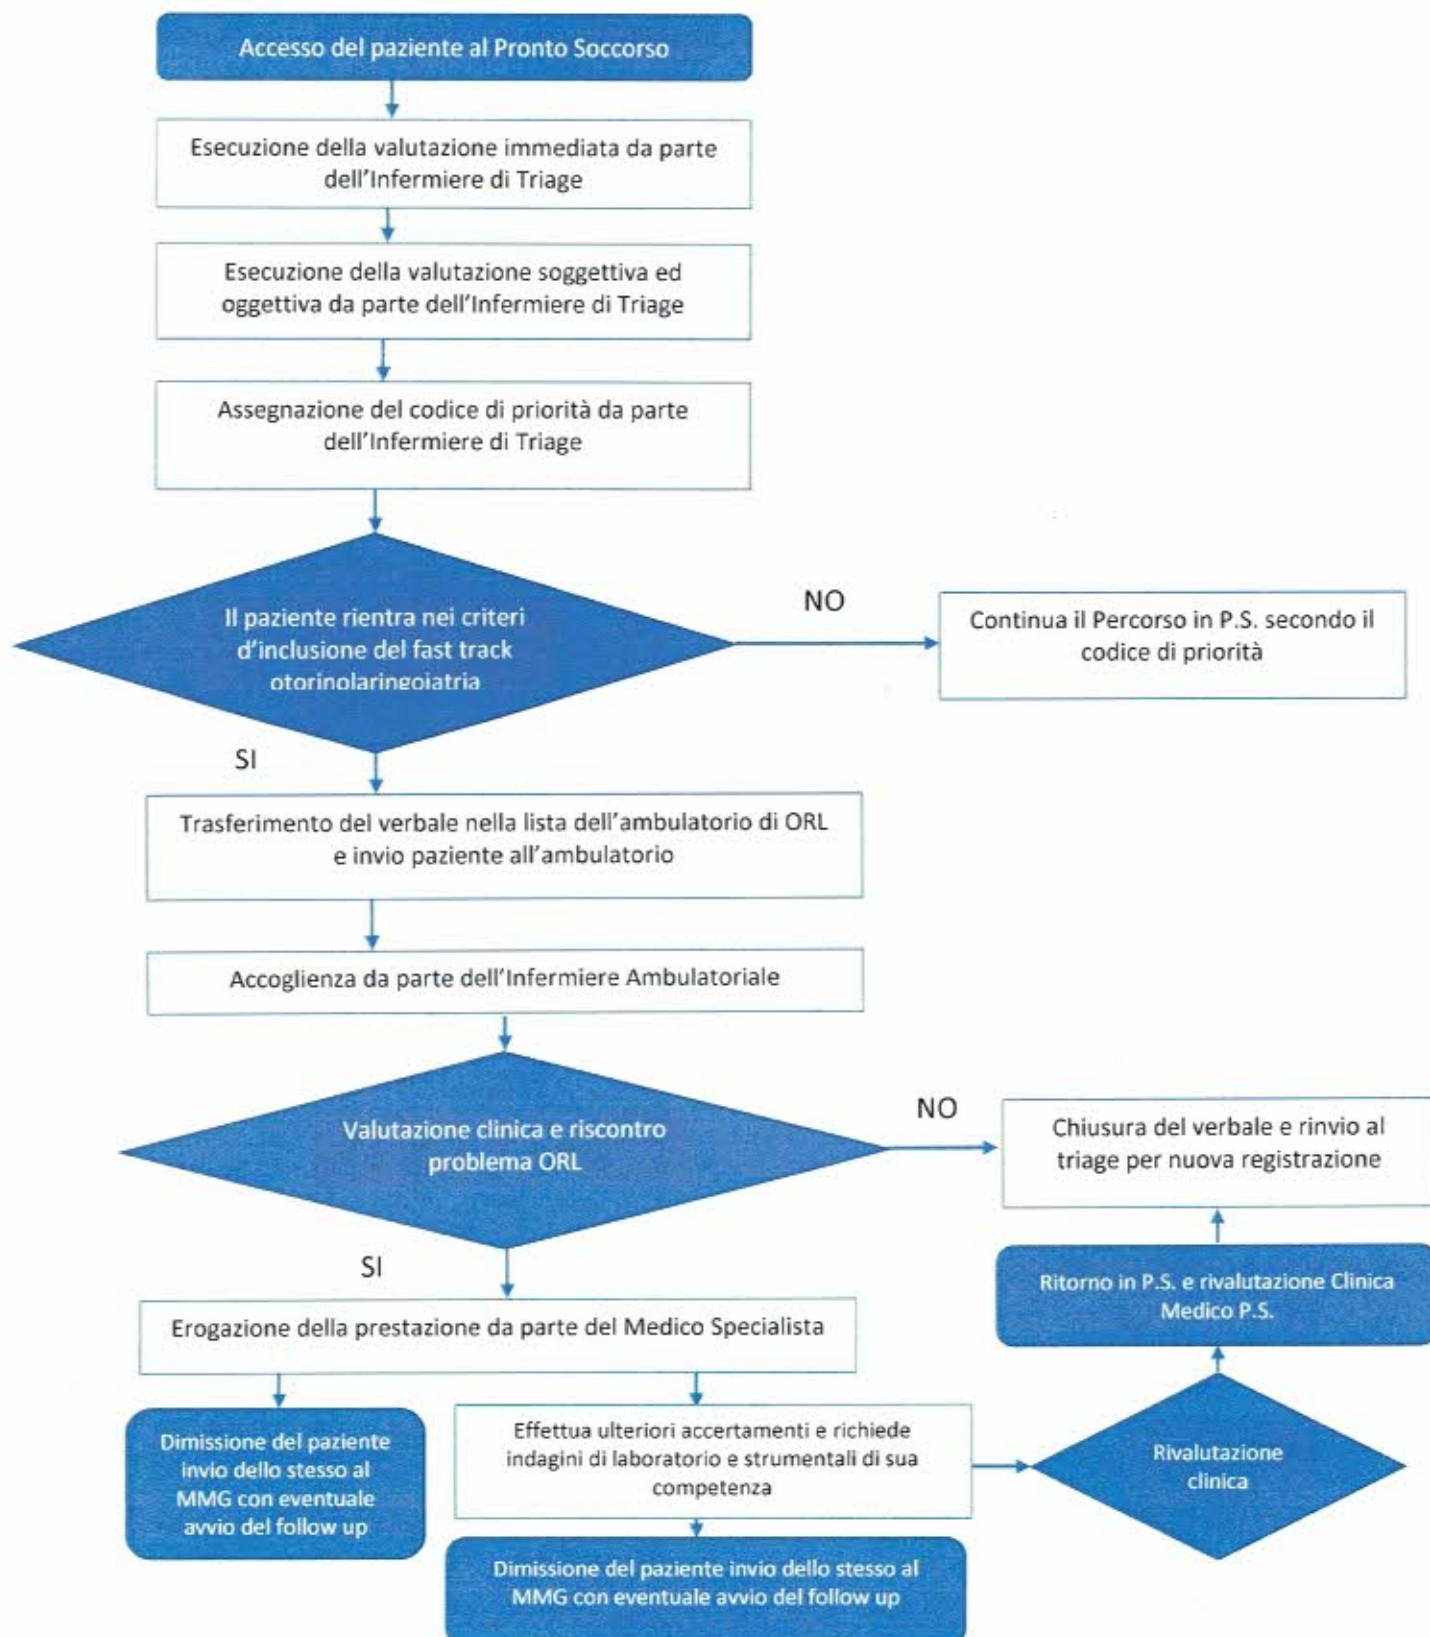 Accesso del paziente al Pronto Soccorso
Esecuzione della valutazione immediata da parte
dell'Infermiere di Triage
Esecuzione della valutazione soggettiva ed
oggettiva da parte dell'Infermiere di Triage
Assegnazione del codice di priorità da parte
dell'Infermiere di Triage
Il paziente rientra nei criteri
d'inclusione del fast track
otorinolaringoiatria
NO
Continua il Percorso in P.S. secondo il
codice di priorità
SI
Trasferimento del verbale nella lista dell'ambulatorio di ORL
e invio paziente all'ambulatorio
Accoglienza da parte dell'Infermiere Ambulatoriale
Valutazione clinica e riscontro
problema ORL
NO
Chiusura del verbale e rinvio al
triage per nuova registrazione
SI
Ritorno in P.S. e rivalutazione Clinica
Medico P.S.
Erogazione della prestazione da parte del Medico Specialista
Dimissione del paziente
invio dello stesso al
MMG con eventuale
avvio del follow up
Effettua ulteriori accertamenti e richiede
indagini di laboratorio e strumentali di sua
competenza
Rivalutazione
clinica
Dimissione del paziente invio dello stesso al
MMG con eventuale avvio del follow up